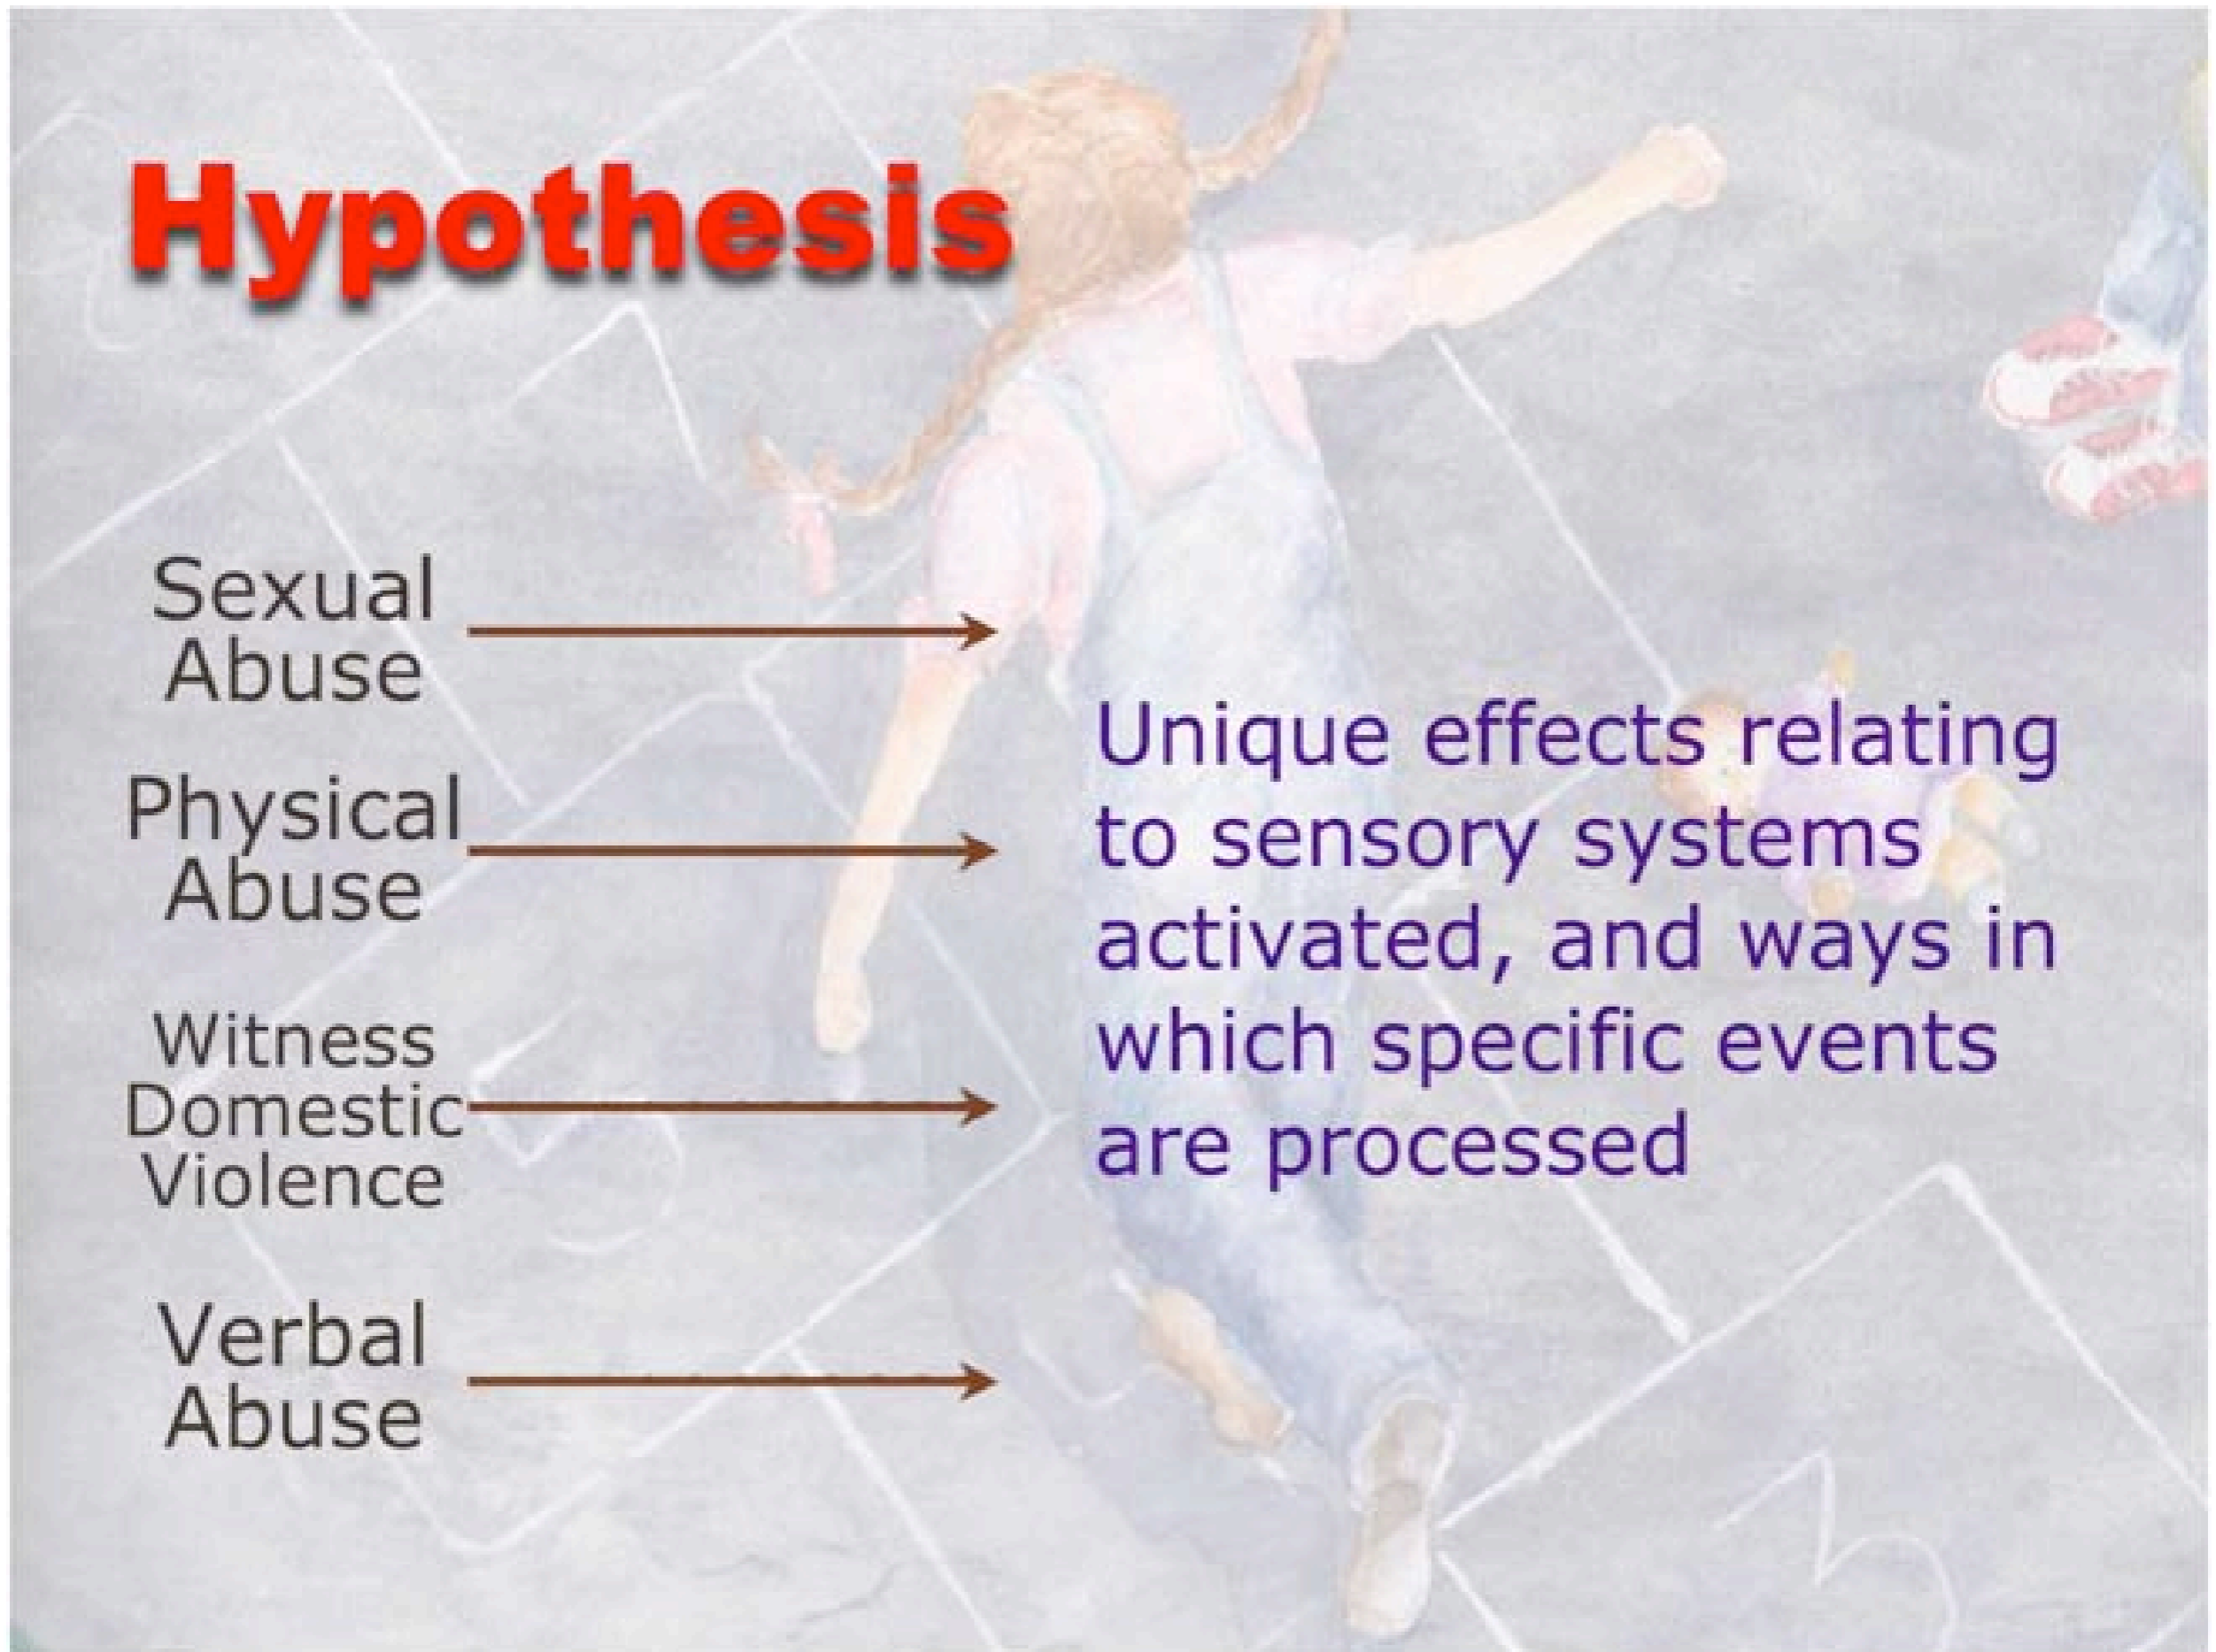 Hypothesis
Sexual
Abuse
Physical
Abuse
Witness
Domestic
Violence
Verbal
Abuse
Unique effects relating
to sensory systems
activated, and ways in
which specific events
are processed